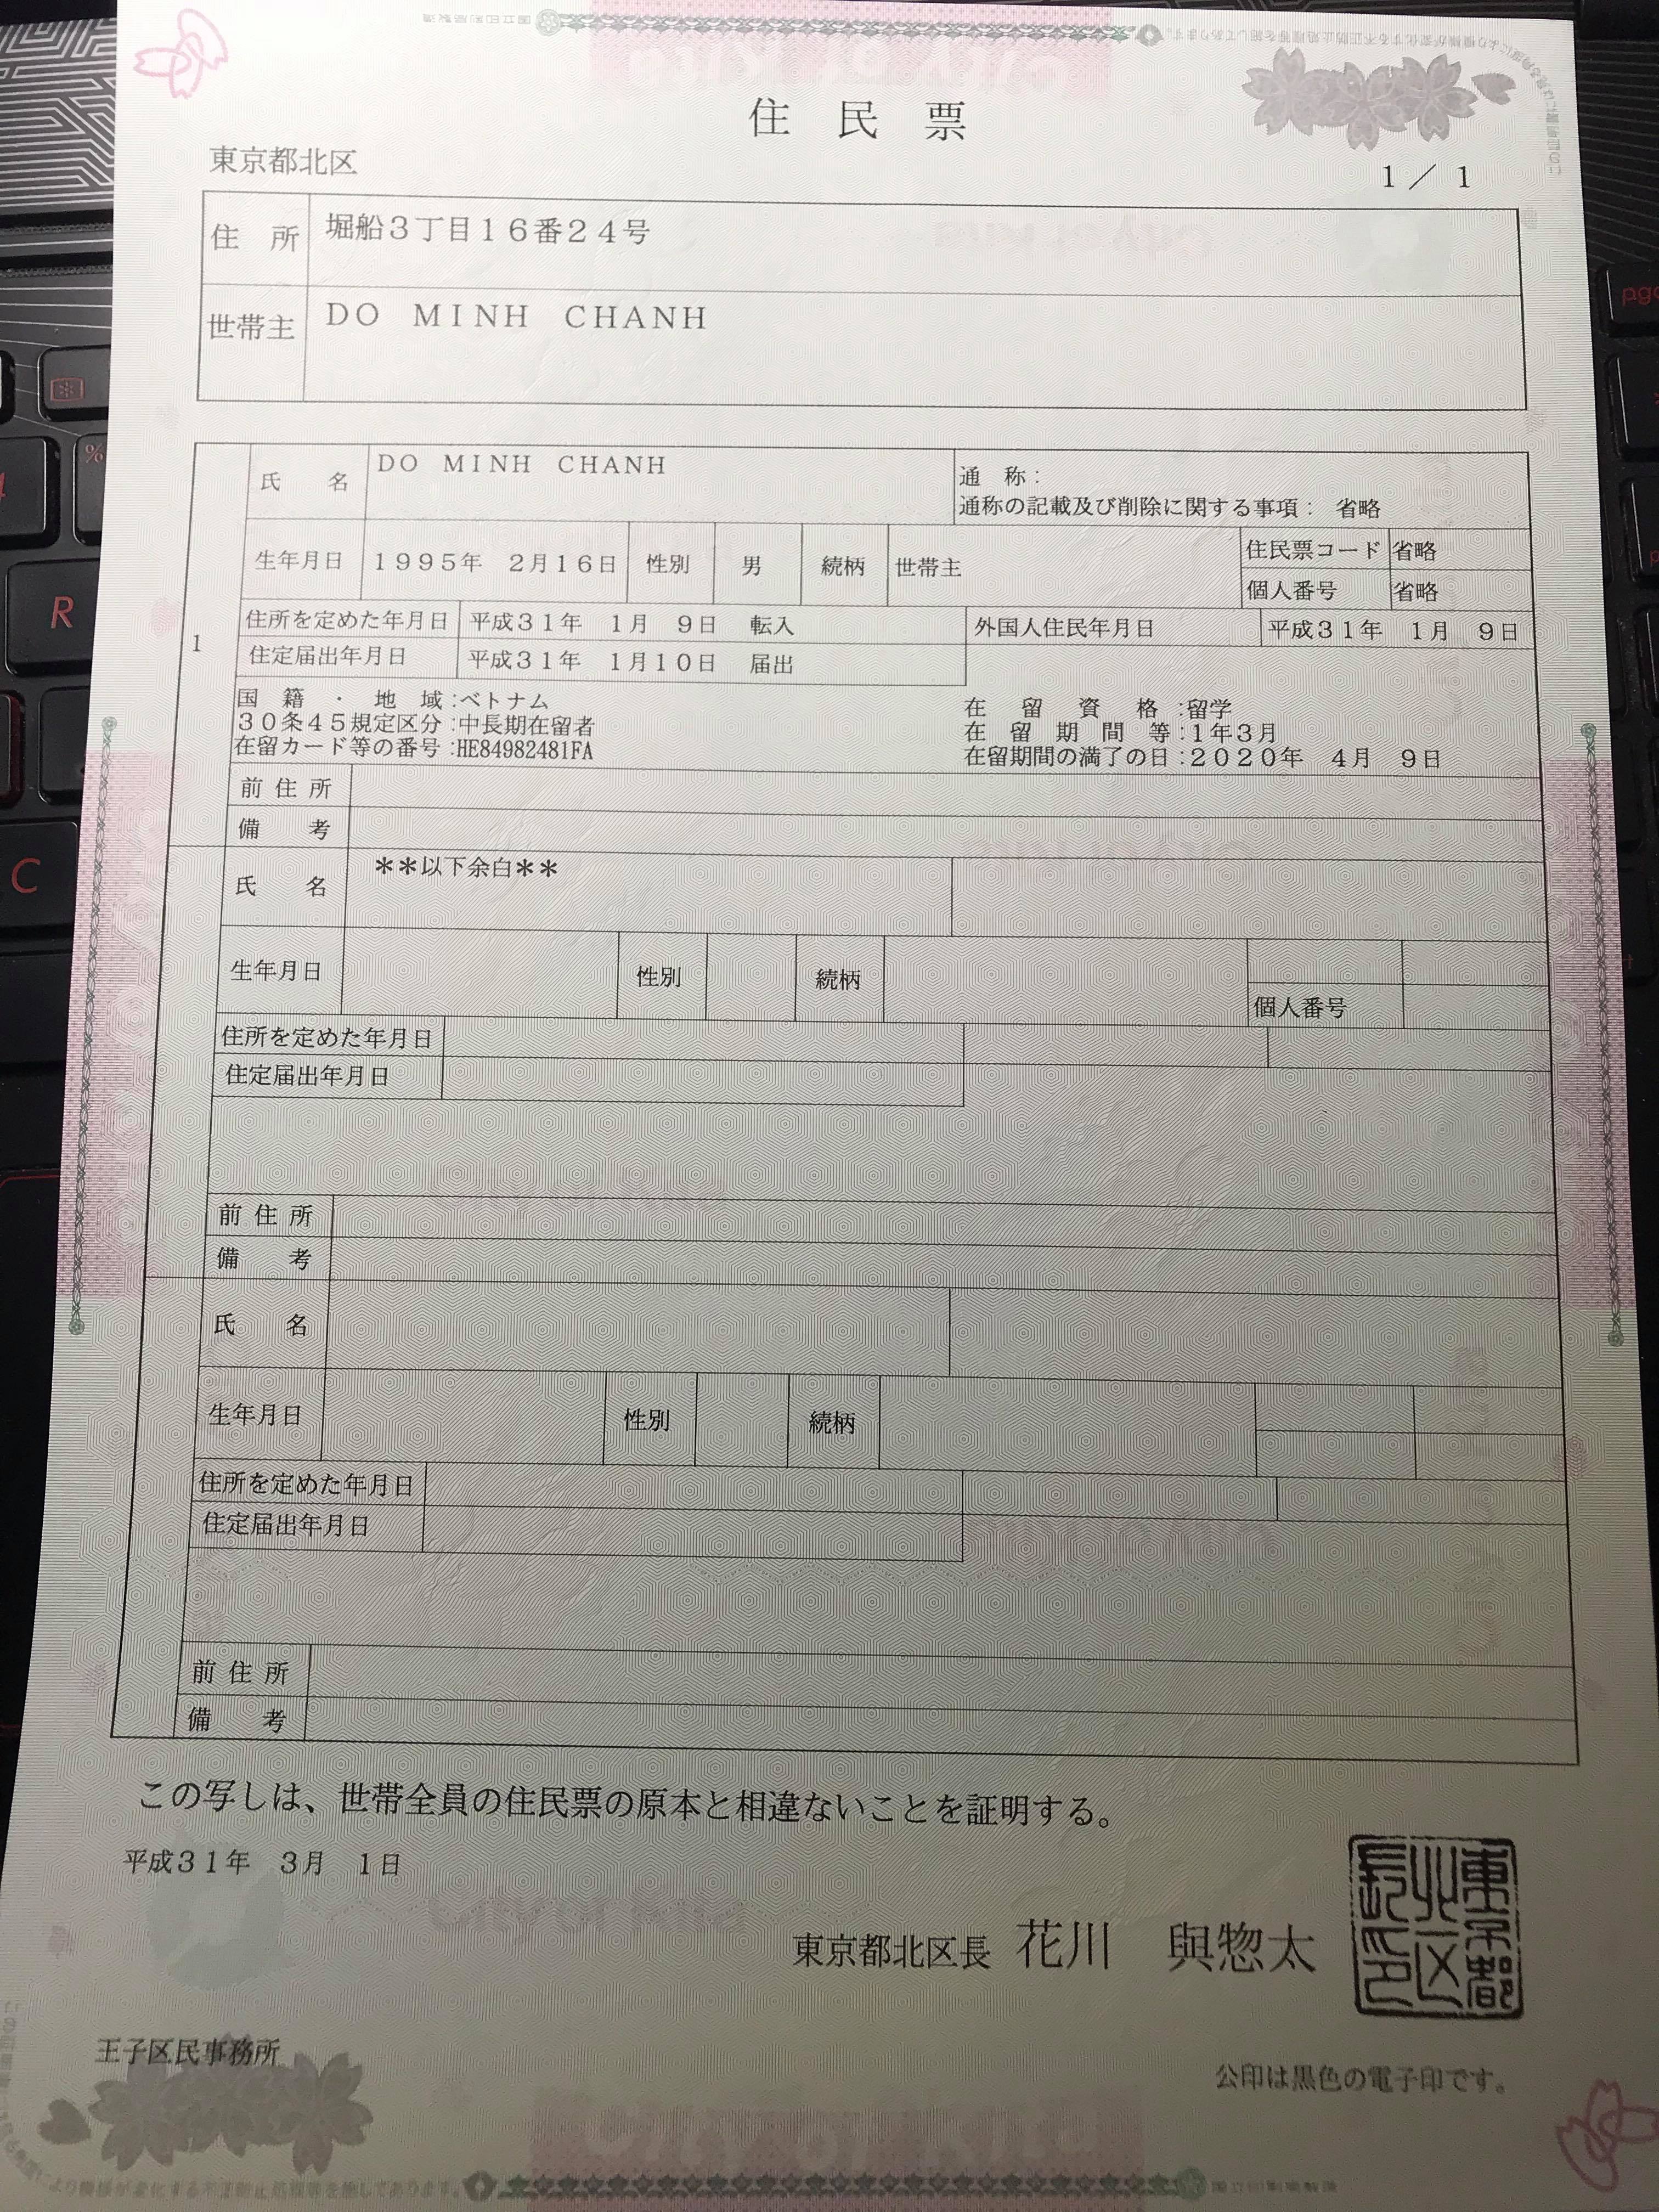 住　民　票
東京都北区
1 ／ 1
住　所　堀船３丁目１６番２４号
世帯主　DO　MINH　CHANH
1
氏　名　DO　MINH　CHANH　通　称：
通称の記載及び削除に関する事項：　省略
生年月日　１９９５年　２月１６日　性別　男　続柄　世帯主　住民票コード　省略
個人番号　省略
住所を定めた年月日　平成３１年　１月　９日　転入　外国人住民年月日　平成３１年　１月　９日
住定届出年月日　平成３１年　１月１０日　届出
国　籍　・　地　域:ベトナム　在　留　資　格　:留学
３０条４５規定区分:中長期在留者　在　留　期　間　等:１年３月
在留カード等の番号:HE84982481FA　在留期間の満了の日:２０２０年　４月　９日
前 住 所
備　考
氏　名　＊＊以下余白＊＊
生年月日　性別　続柄
個人番号
住所を定めた年月日
住定届出年月日
前 住 所
備　考
氏　名
生年月日　性別　続柄
住所を定めた年月日
住定届出年月日
前 住 所
備　考
この写しは、世帯全員の住民票の原本と相違ないことを証明する。
平成３１年　３月　１日
東京都北区長　花川　與惣太
東京都北区長印
王子区民事務所
公印は黒色の電子印です。